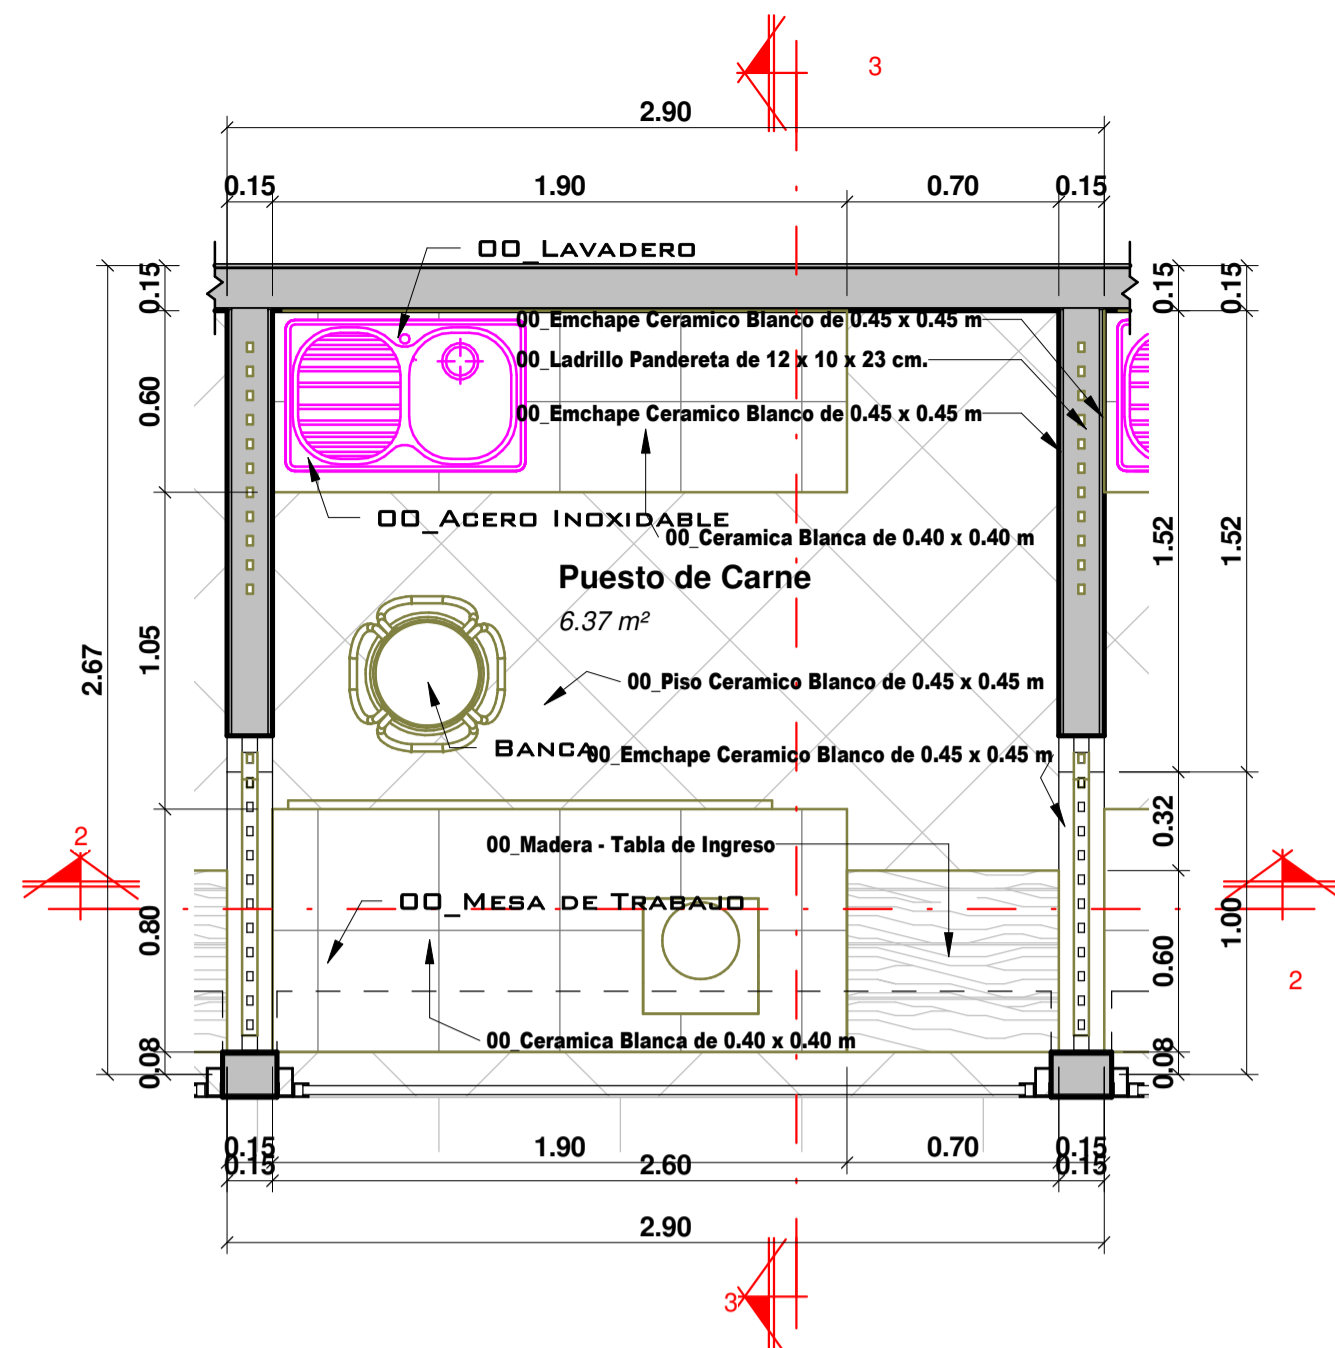 3
2.90
0.15 1.90 0.70 0.15
00_Lavadero
0.15 0.15 0.15
00_Emchape Ceramico Blanco de 0.45 x 0.45 m
00_Ladrillo Pandereta de 12 x 10 x 23 cm.
0.60
00_Emchape Ceramico Blanco de 0.45 x 0.45 m
00_Acero Inoxidable
00_Ceramica Blanca de 0.40 x 0.40 m
1.52 1.52
Puesto de Carne
6.37 m²
1.05
2.67
00_Piso Ceramico Blanco de 0.45 x 0.45 m
Banca
00_Emchape Ceramico Blanco de 0.45 x 0.45 m
0.32
2
00_Madera - Tabla de Ingreso
00_Mesa de Trabajo
0.80
1.00
0.60
2
00_Ceramica Blanca de 0.40 x 0.40 m
0.08 0.08
0.15 1.90 0.70 0.15
0.15 2.60 0.15
2.90
3